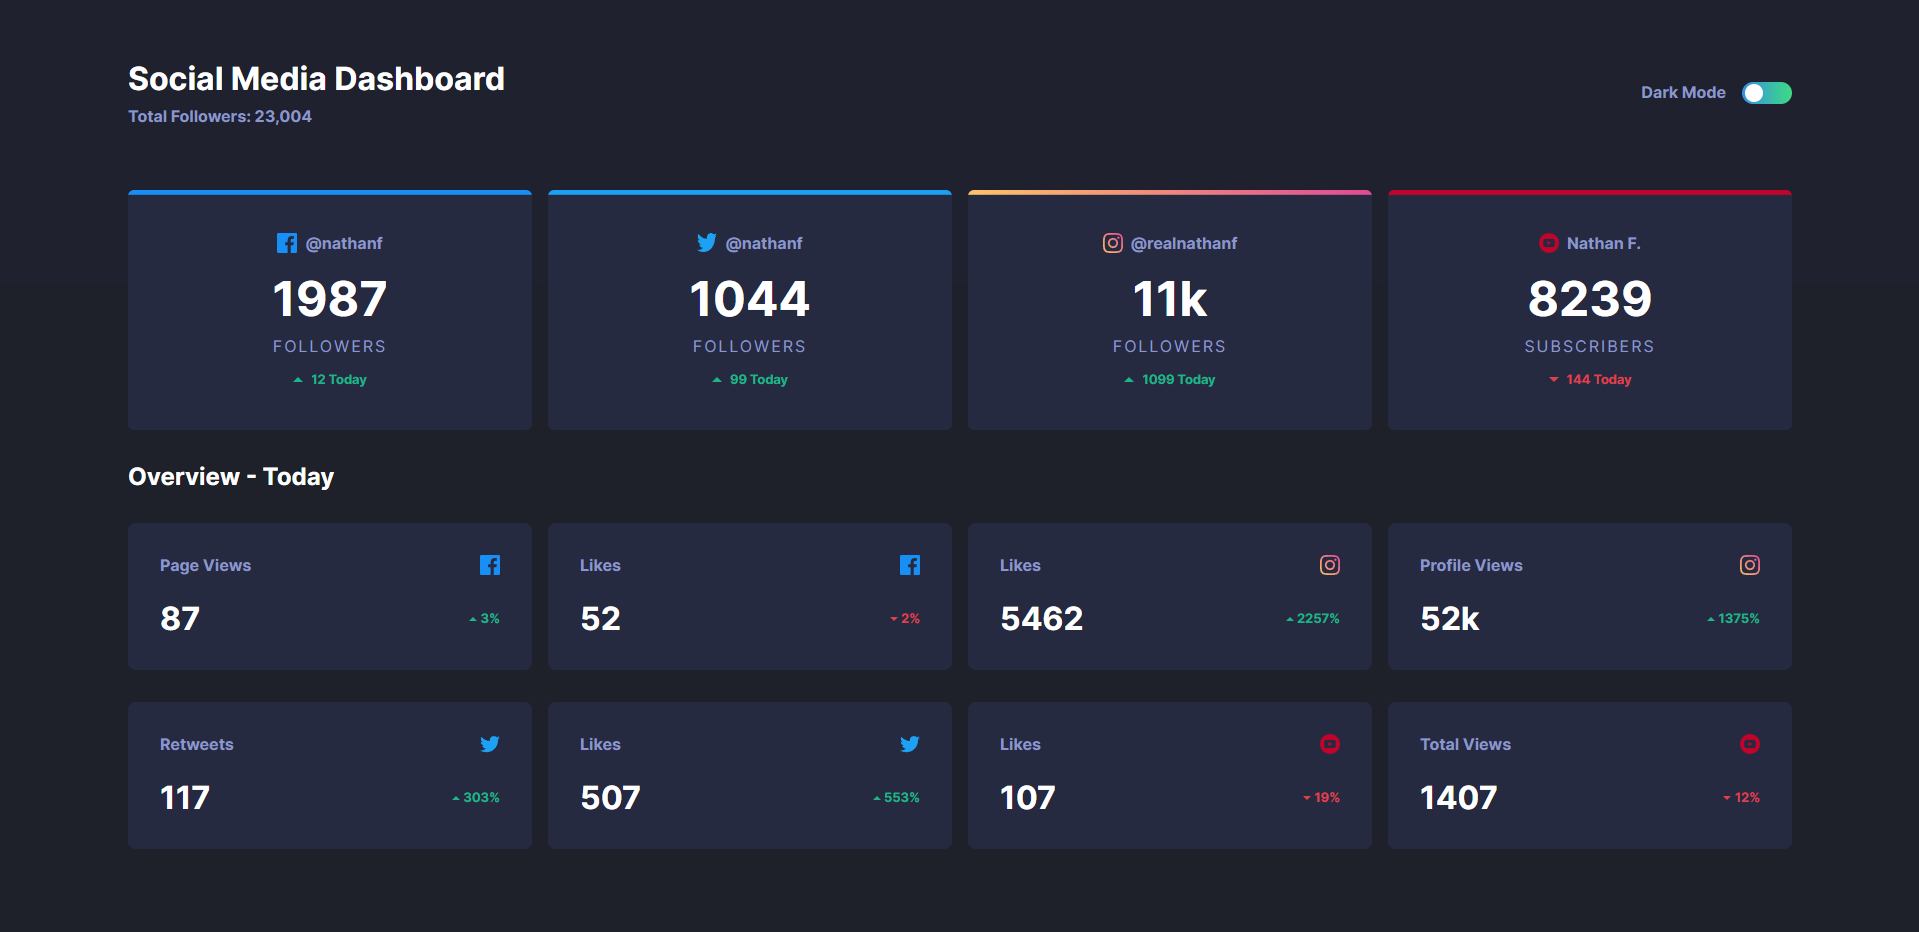 Social Media Dashboard
Total Followers: 23,004
Dark Mode
@nathanf
1987
FOLLOWERS
12 Today
@nathanf
1044
FOLLOWERS
99 Today
@realnathanf
11k
FOLLOWERS
1099 Today
Nathan F.
8239
SUBSCRIBERS
144 Today
Overview - Today
Page Views
87
3%
Likes
52
2%
Likes
5462
2257%
Profile Views
52k
1375%
Retweets
117
303%
Likes
507
553%
Likes
107
19%
Total Views
1407
12%